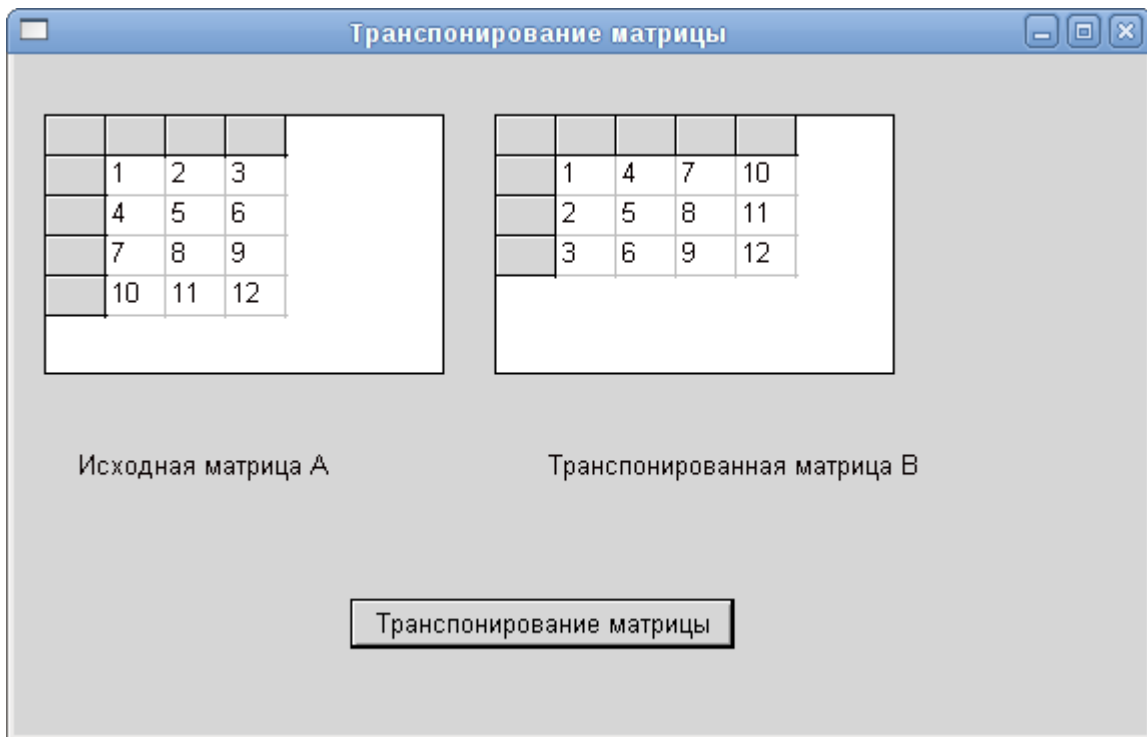 Транспонирование матрицы
1 2 3
4 5 6
7 8 9
10 11 12
1 4 7 10
2 5 8 11
3 6 9 12
Исходная матрица A
Транспонированная матрица B
Транспонирование матрицы